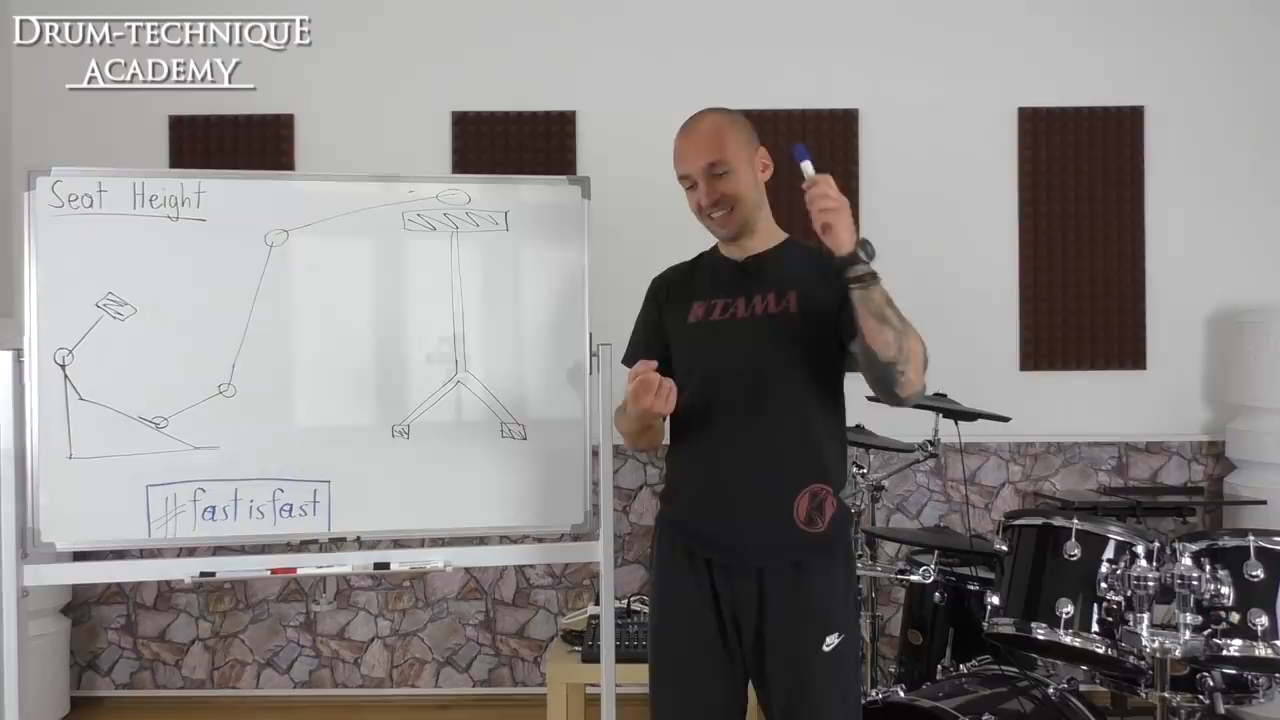 DRUM-TECHNIQUE
ACADEMY
Seat Height
TAMA
#fastisfast